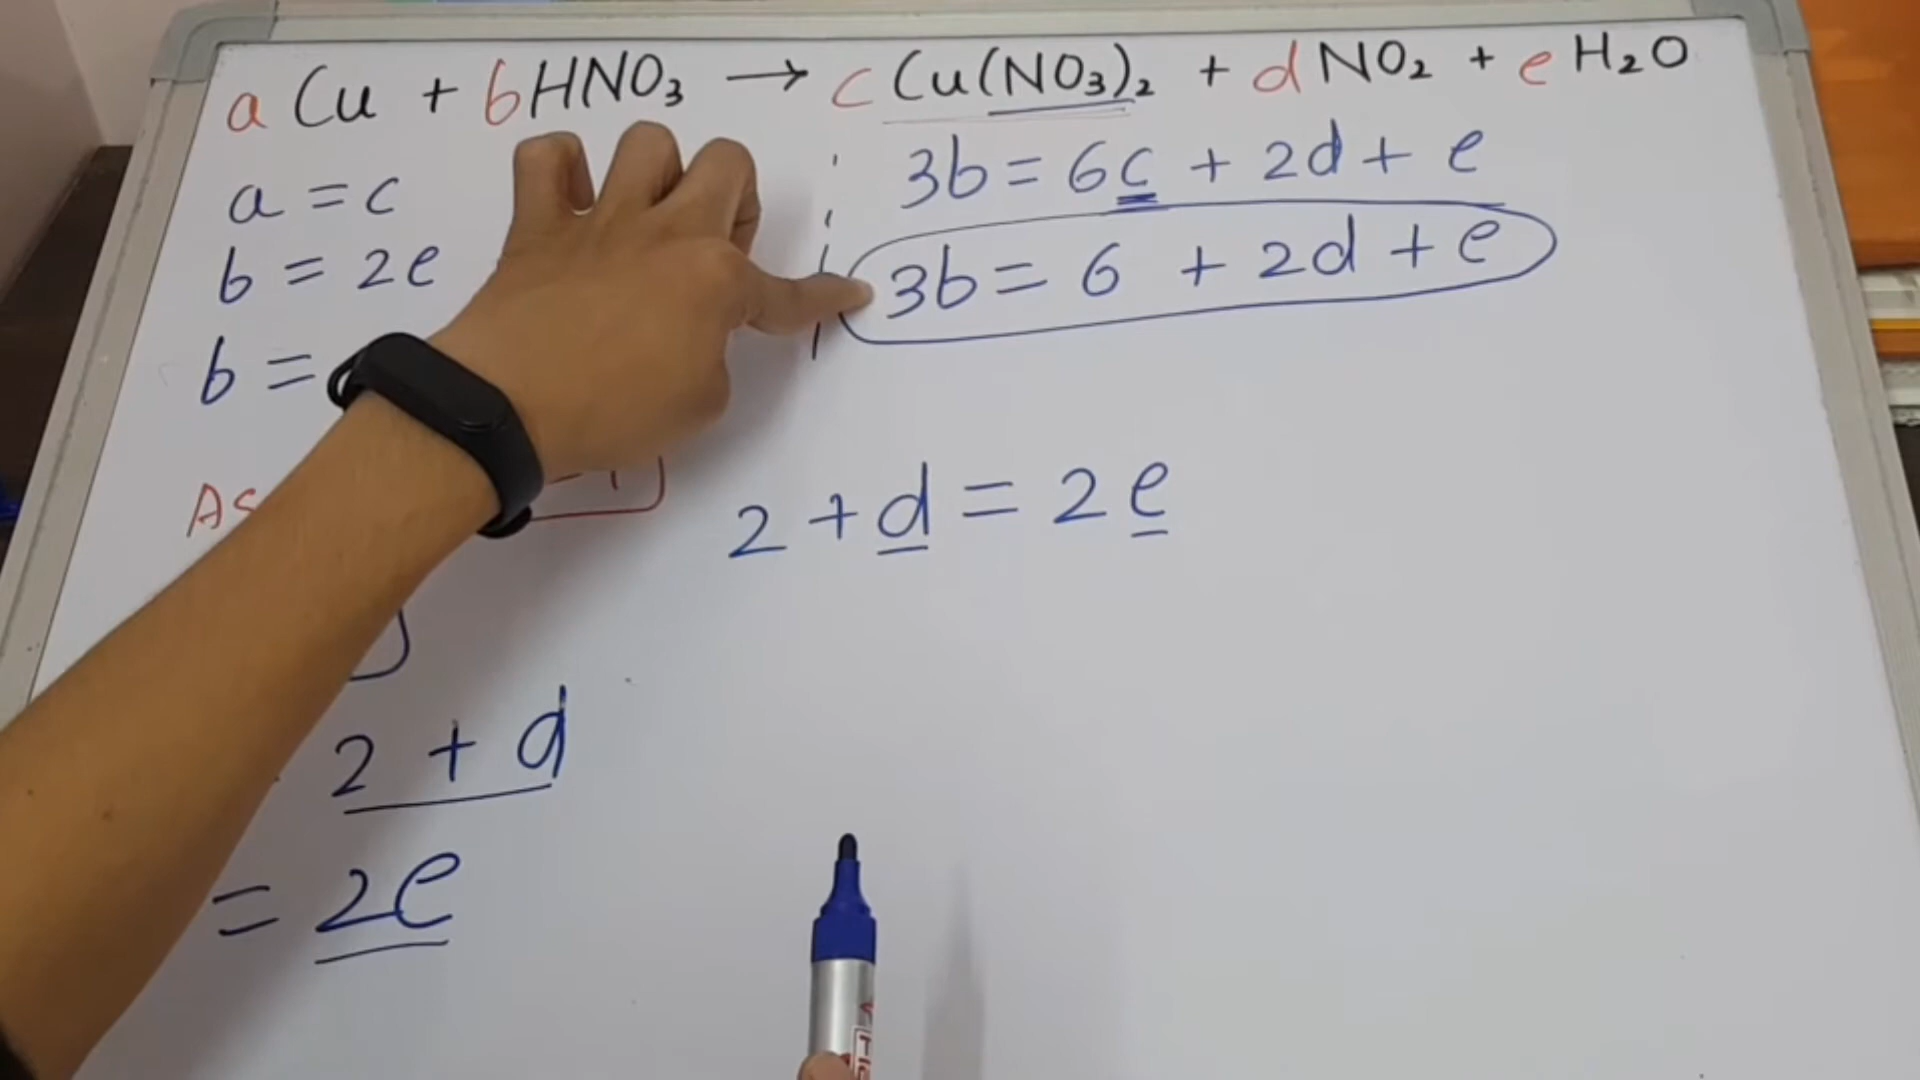 a Cu + b HNO₃ → c Cu(NO₃)₂ + d NO₂ + e H₂O
a = c
b = 2e
b =
3b = 6c + 2d + e
3b = 6 + 2d + e
2 + d = 2e
2 + d
= 2e